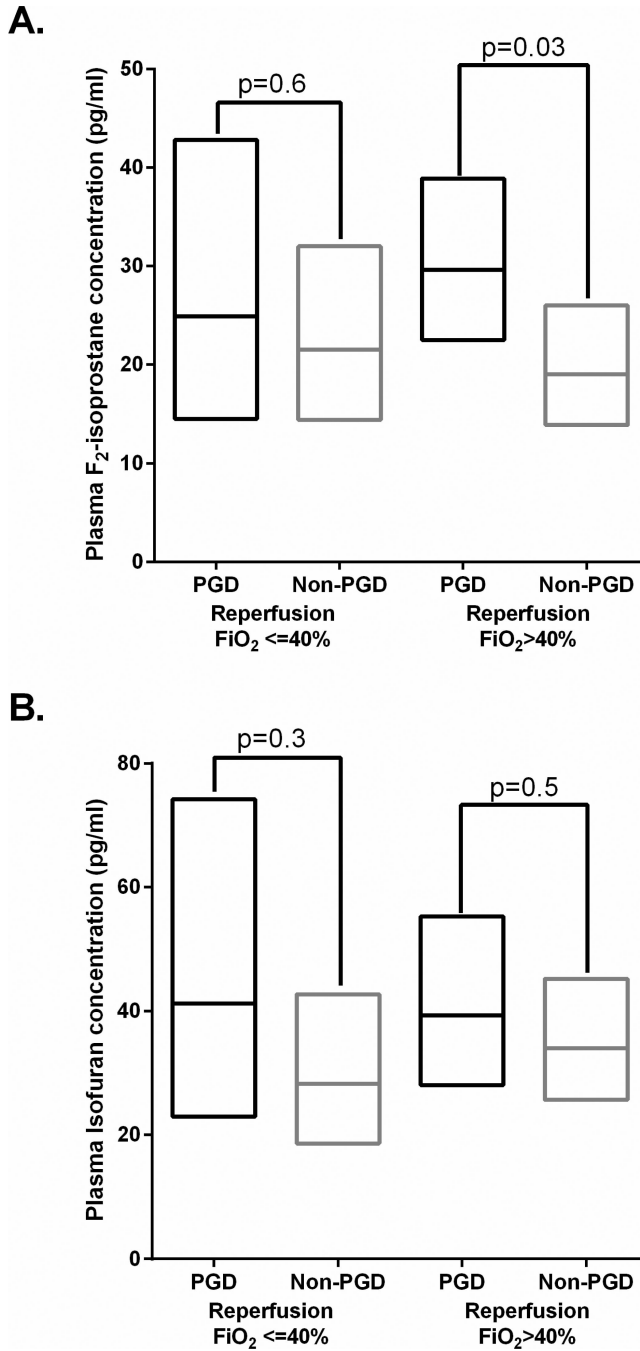 A.
Plasma F₂-isoprostane concentration (pg/ml)
50
40
30
20
10
0
p=0.6
p=0.03
PGD Non-PGD PGD Non-PGD
Reperfusion Reperfusion
FiO₂ <=40% FiO₂>40%
B.
Plasma Isofuran concentration (pg/ml)
80
60
40
20
0
p=0.3
p=0.5
PGD Non-PGD PGD Non-PGD
Reperfusion Reperfusion
FiO₂ <=40% FiO₂>40%